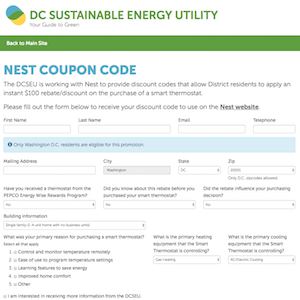 DC SUSTAINABLE ENERGY UTILITY
Your Guide to Green
Back to Main Site
NEST COUPON CODE
The DCSEU is working with Nest to provide discount codes that allow District residents to apply an
instant $100 rebate/discount on the purchase of a smart thermostat.
Please fill out the form below to receive your discount code to use on the Nest website.
First Name Last Name Email Telephone
Only Washington D.C. residents are eligible for this promotion.
Mailing Address City State Zip
Washington DC 20001
Only D.C. zipcodes allowed.
Have you received a thermostat from the Did you know about this rebate before you Did the rebate influence your purchasing
PEPCO Energy Wise Rewards Program? purchased your smart thermostat? decision?
No No No
Building information
Single family (1-4 unit home with no business units)
What was your primary reason for purchasing a smart thermostat? What is the primary heating What is the primary cooling
Select all that apply equipment that the Smart equipment that the Smart
1. Control and monitor temperature remotely Thermostat is controlling? Thermostat is controlling?
2. Ease of use to program temperature settings Gas Heating AC/Electric Cooling
3. Learning features to save energy
4. Improved home comfort
5. Other
I am interested in receiving more information from the DCSEU